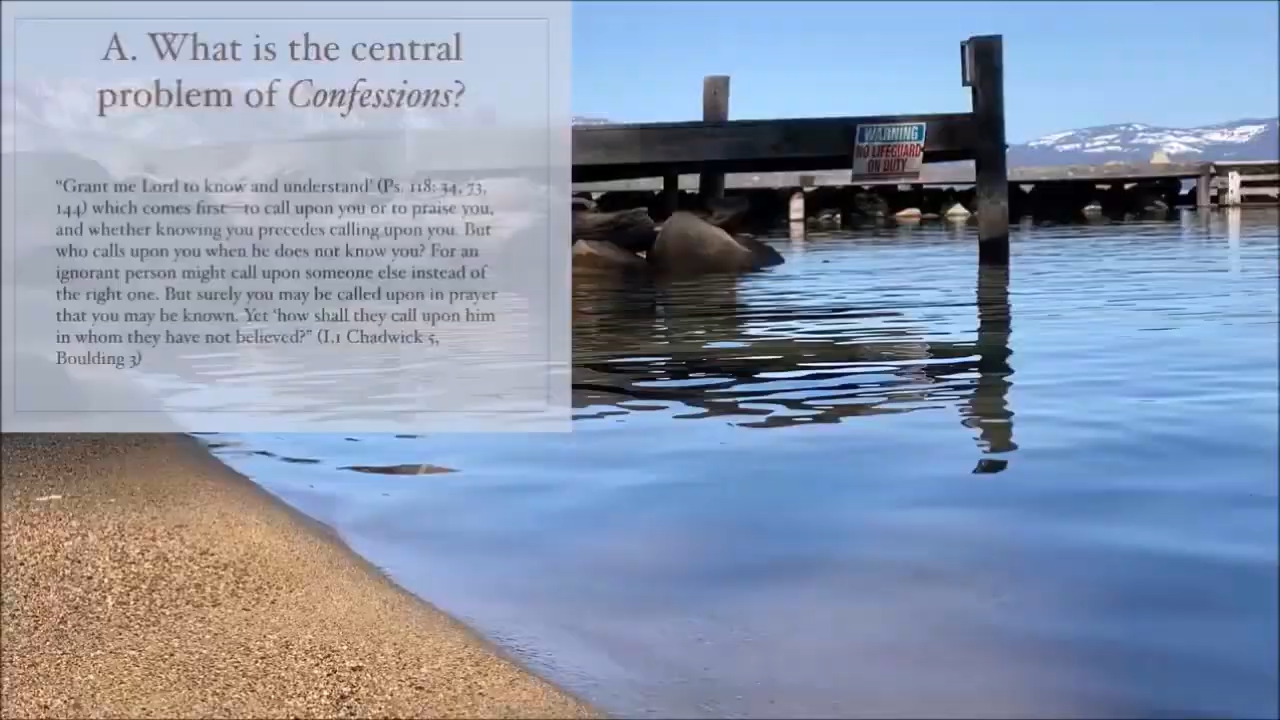 A. What is the central
problem of Confessions?
“Grant me Lord to know and understand’ (Ps. 118: 34, 73,
144) which comes first—to call upon you or to praise you,
and whether knowing you precedes calling upon you. But
who calls upon you when he does not know you? For an
ignorant person might call upon someone else instead of
the right one. But surely you may be called upon in prayer
that you may be known. Yet ‘how shall they call upon him
in whom they have not believed?” (I.1 Chadwick 5,
Boulding 3)
WARNING
NO LIFEGUARD
ON DUTY